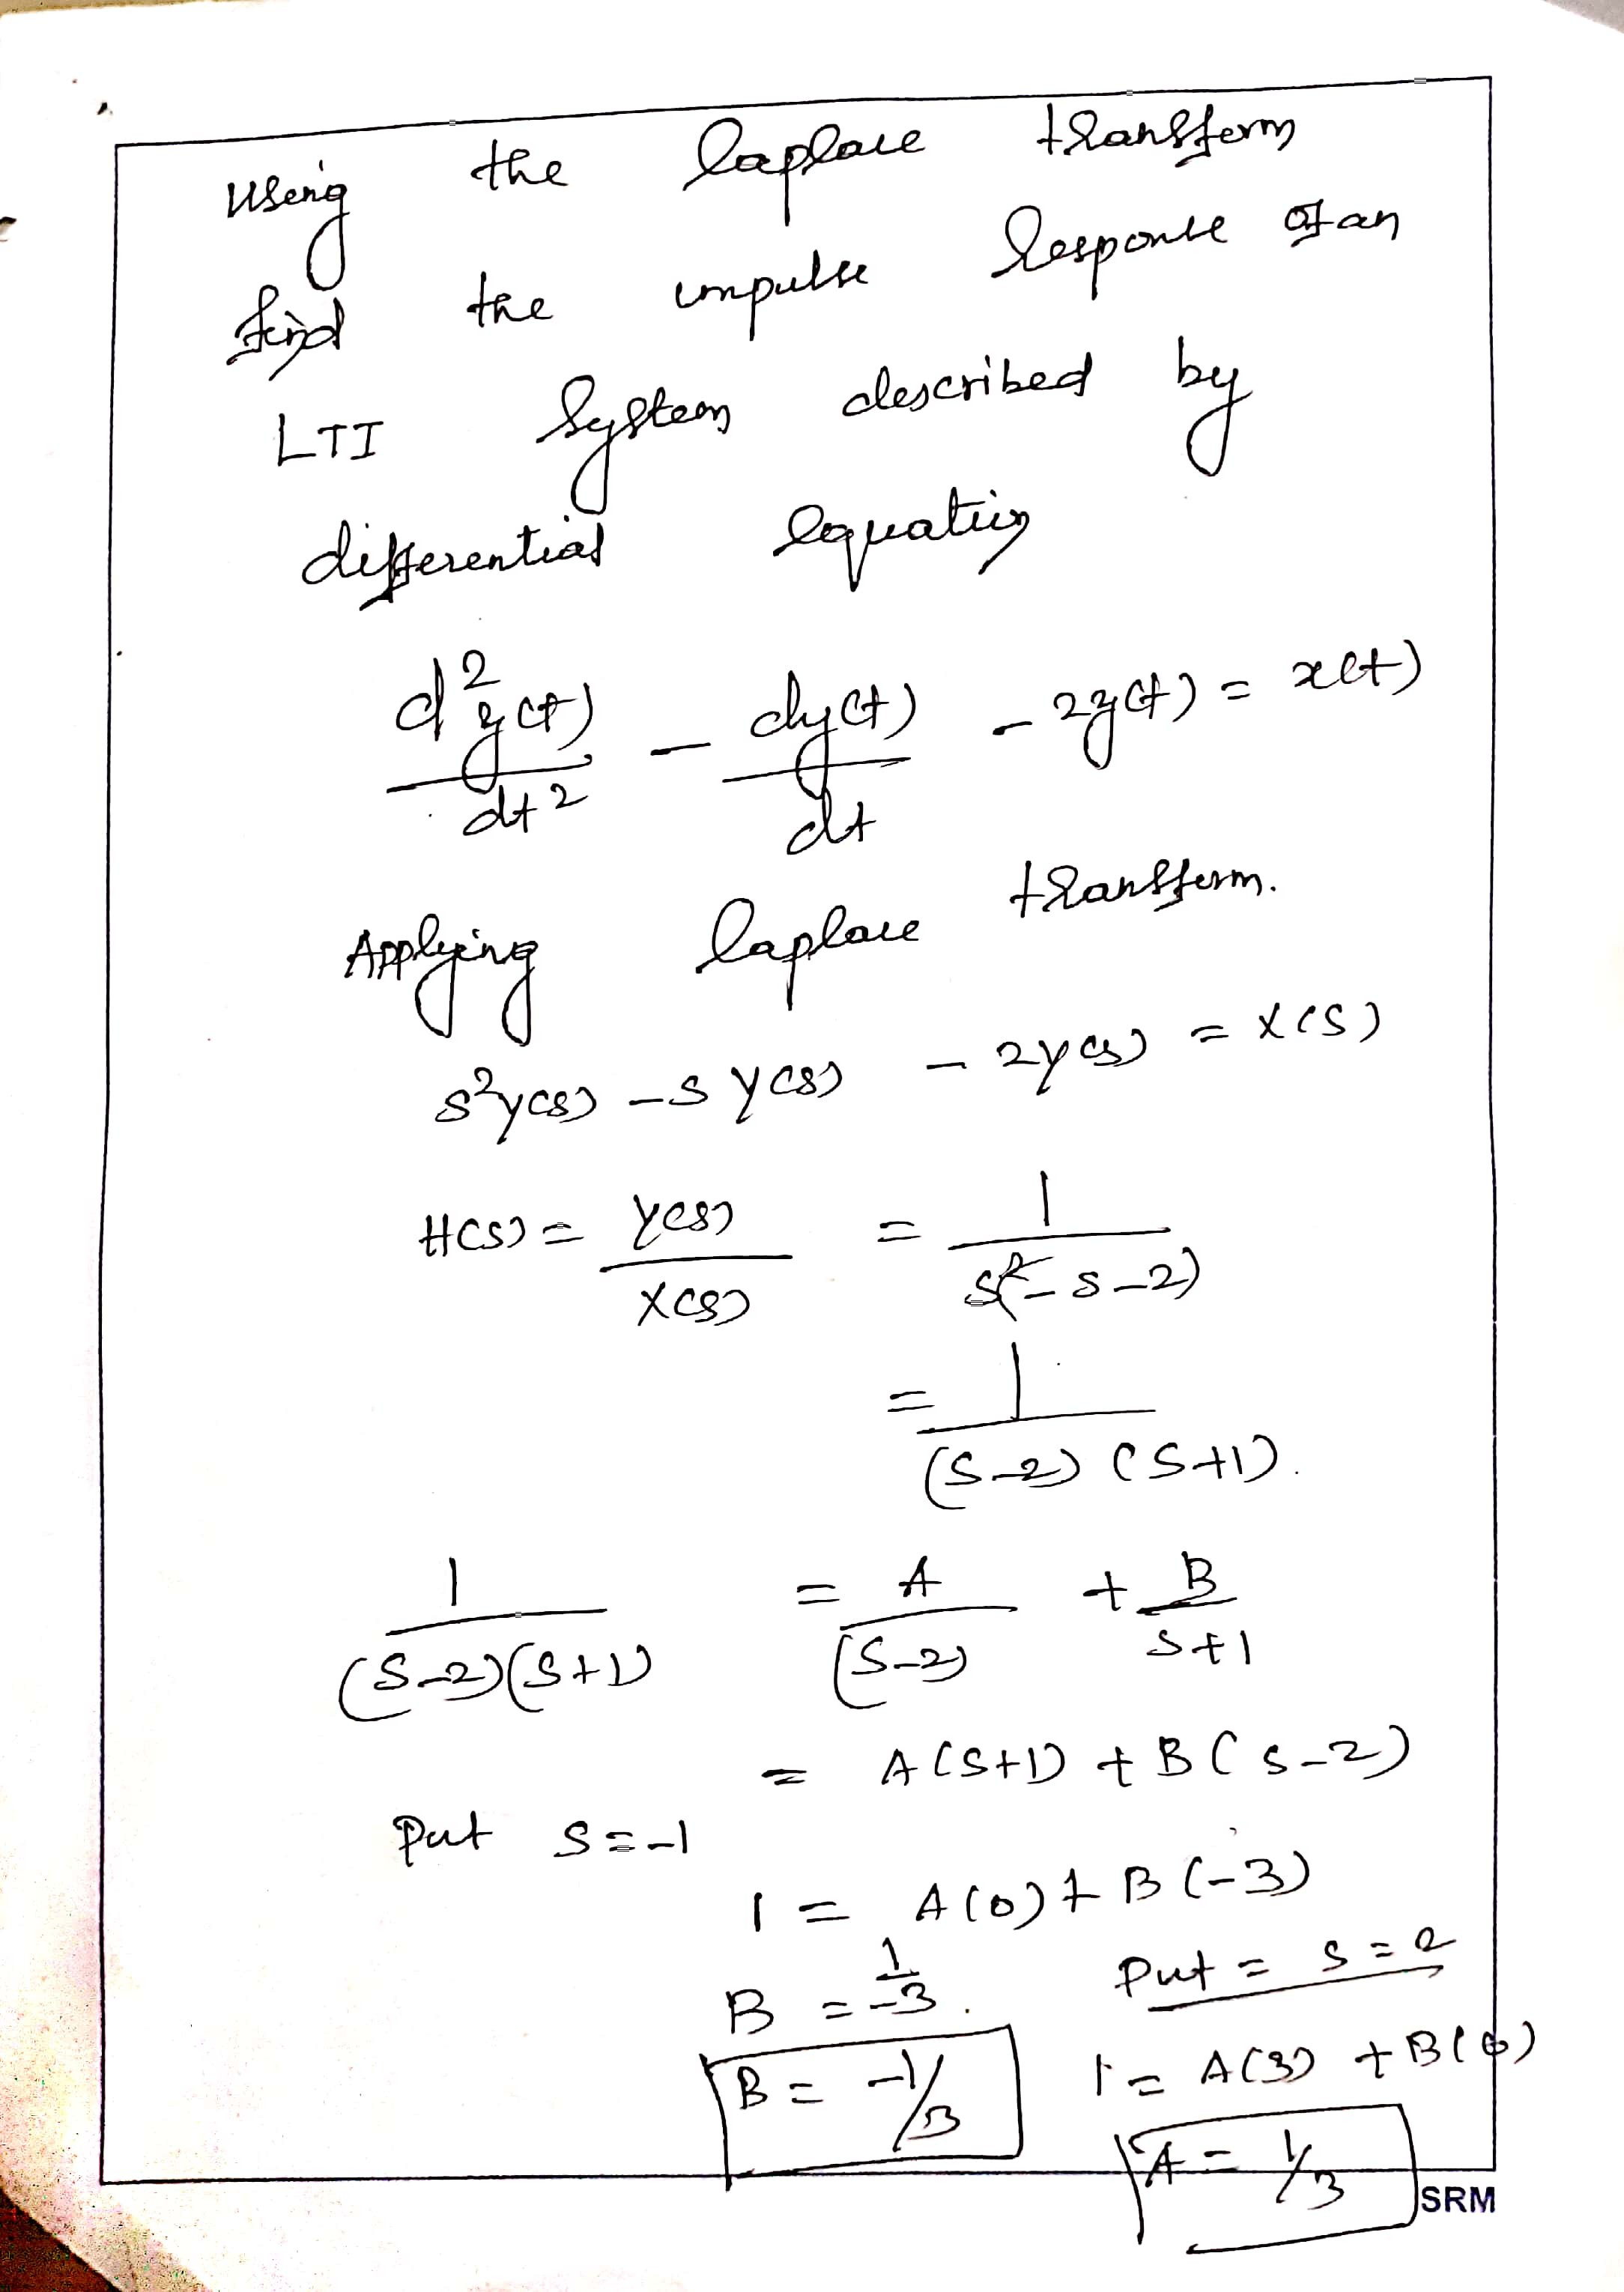 Using the laplace transform
find the impulse response of an
LTI System described by
differential equation
d²y(t)/dt² - dy(t)/dt - 2y(t) = x(t)
Applying laplace transform.
s²y(s) - s y(s) - 2y(s) = X(s)
H(s) = Y(s)/X(s) = 1/s²-s-2)
= 1/(s-2)(s+1).
1/(s-2)(s+1) = A/(s-2) + B/s+1
= A(s+1) + B(s-2)
Put s=-1
1 = A(0) + B(-3)
B = 1/-3. Put = s=2
B = -1/3 1 = A(3) + B(0)
A = 1/3
SRM